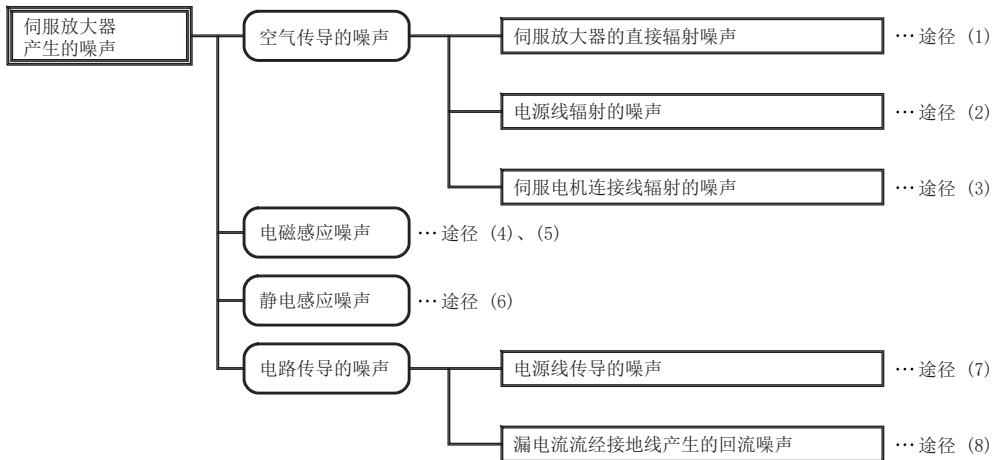 伺服放大器
产生的噪声
空气传导的噪声
伺服放大器的直接辐射噪声
…途径 (1)
电源线辐射的噪声
…途径 (2)
伺服电机连接线辐射的噪声
…途径 (3)
电磁感应噪声
…途径 (4)、(5)
静电感应噪声
…途径 (6)
电路传导的噪声
电源线传导的噪声
…途径 (7)
漏电流流经接地线产生的回流噪声
…途径 (8)